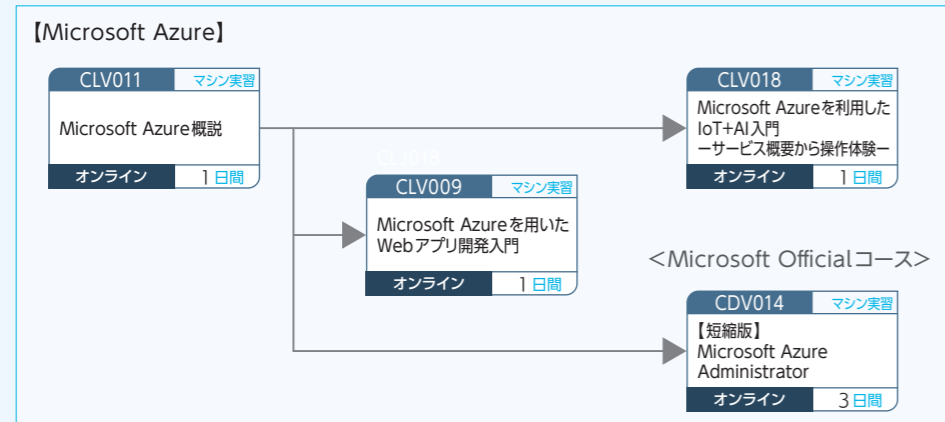 【Microsoft Azure】
CLV011 マシン実習
Microsoft Azure概説
オンライン 1日間
CLV018 マシン実習
Microsoft Azureを利用した
IoT+AI入門
ーサービス概要から操作体験ー
オンライン 1日間
CLJ018
CLV009 マシン実習
Microsoft Azureを用いた
Webアプリ開発入門
オンライン 1日間
<Microsoft Officialコース>
CDV014 マシン実習
【短縮版】
Microsoft Azure
Administrator
オンライン 3日間